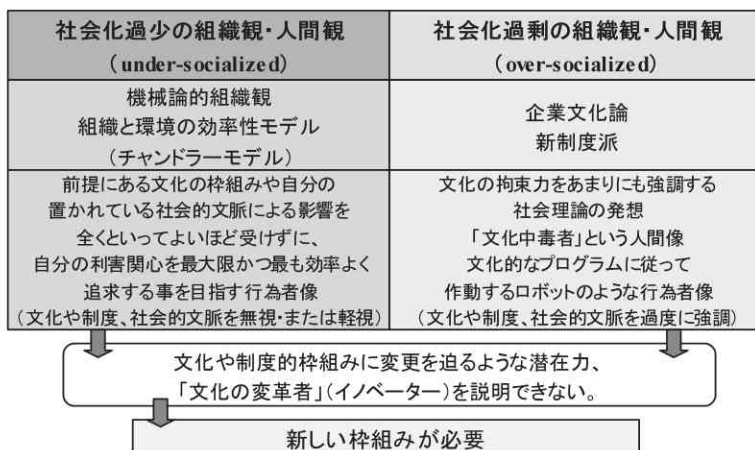 社会化過少の組織観・人間観
（under-socialized）
社会化過剰の組織観・人間観
（over-socialized）
機械論的組織観
組織と環境の効率性モデル
（チャンドラーモデル）
企業文化論
新制度派
前提にある文化の枠組みや自分の
置かれている社会的文脈による影響を
全くといってよいほど受けずに、
自分の利害関心を最大限かつ最も効率よく
追求する事を目指す行為者像
（文化や制度、社会的文脈を無視・または軽視）
文化の拘束力をあまりにも強調する
社会理論の発想
「文化中毒者」という人間像
文化的なプログラムに従って
作動するロボットのような行為者像
（文化や制度、社会的文脈を過度に強調）
文化や制度的枠組みに変更を迫るような潜在力、
「文化の変革者」（イノベーター）を説明できない。
新しい枠組みが必要